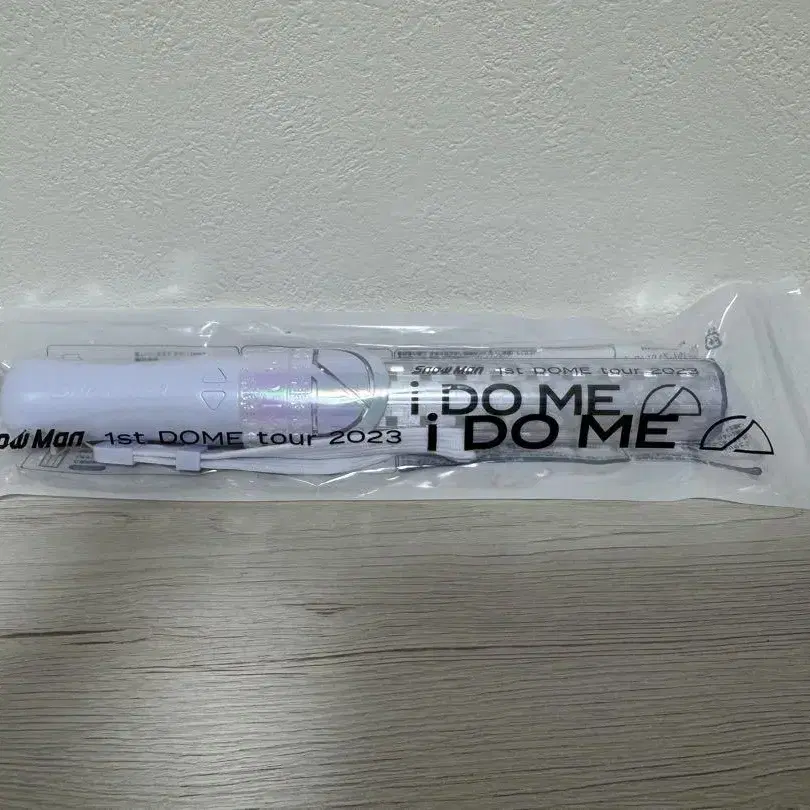 Snow Man 1st DOME tour 2023
i DO ME
Snow Man 1st DOME tour 2023 i DO ME